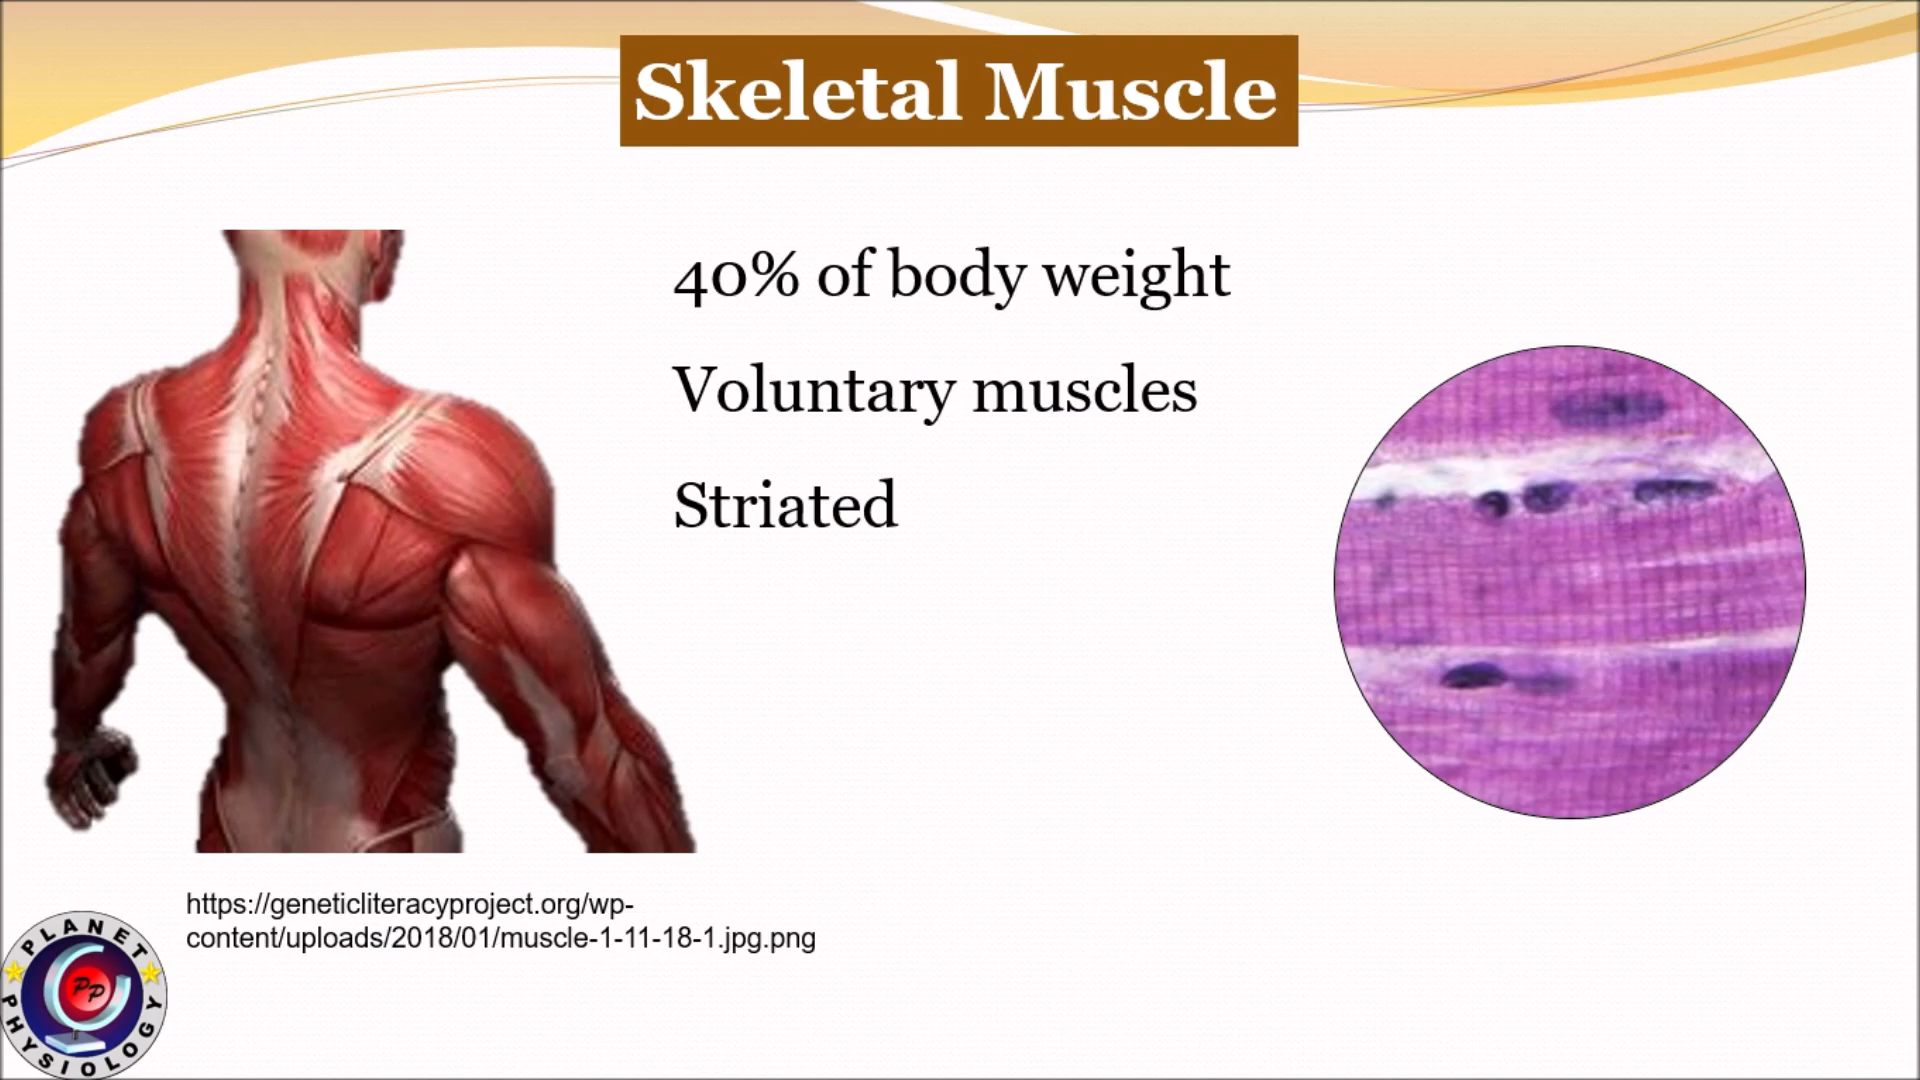 Skeletal Muscle
40% of body weight
Voluntary muscles
Striated
https://geneticliteracyproject.org/wp-
content/uploads/2018/01/muscle-1-11-18-1.jpg.png
PLANET
PP
PHYSIOLOGY